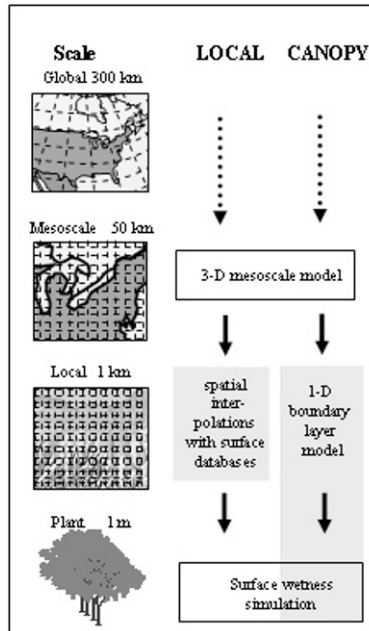 Scale LOCAL CANOPY
Global 300 km
Mesoscale 50 km
3-D mesoscale model
Local 1 km
spatial
inter-
polations
with surface
databases
1-D
boundary
layer
model
Plant 1 m
Surface wetness
simulation